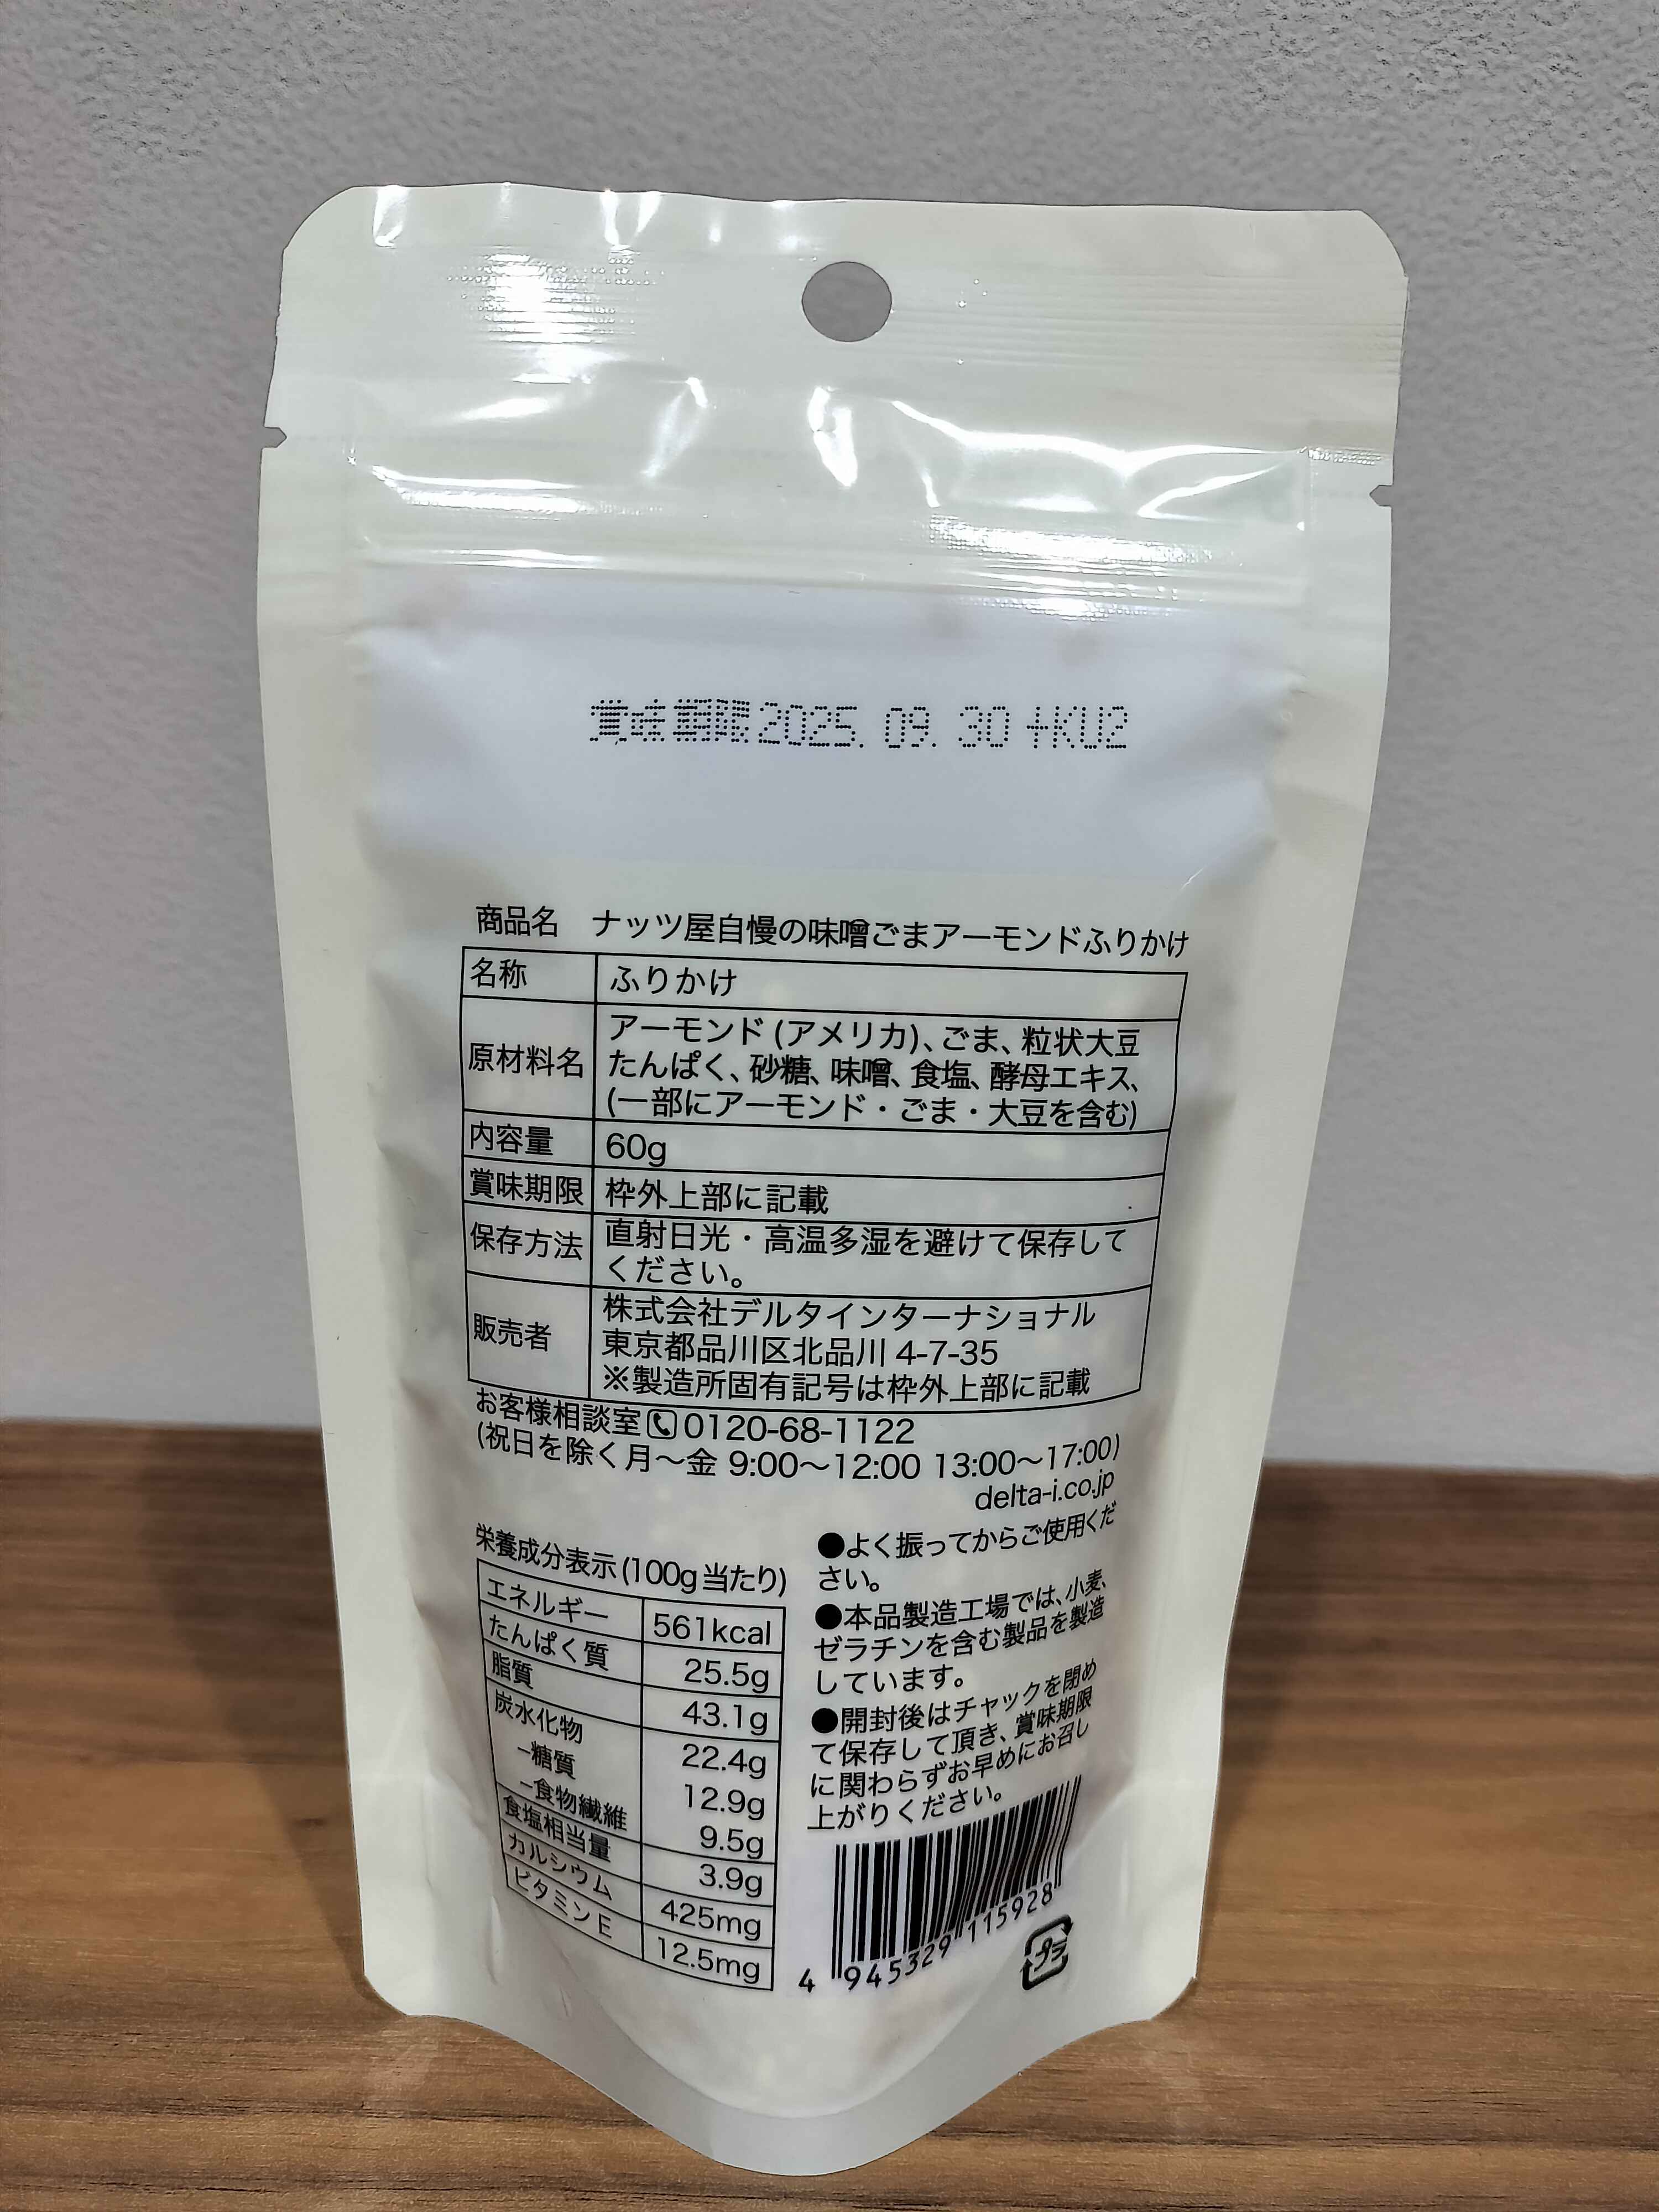 賞味期限2025.09.30+KU2
商品名 ナッツ屋自慢の味噌ごまアーモンドふりかけ
名称 ふりかけ
原材料名 アーモンド(アメリカ)、ごま、粒状大豆
たんぱく、砂糖、味噌、食塩、酵母エキス、
(一部にアーモンド・ごま・大豆を含む)
内容量 60g
賞味期限 枠外上部に記載
保存方法 直射日光・高温多湿を避けて保存して
ください。
販売者 株式会社デルタインターナショナル
東京都品川区北品川 4-7-35
※製造所固有記号は枠外上部に記載
お客様相談室 0120-68-1122
(祝日を除く月〜金 9:00〜12:00 13:00〜17:00)
delta-i.co.jp
栄養成分表示(100g当たり)
エネルギー 561kcal
たんぱく質 25.5g
脂質 43.1g
炭水化物 22.4g
−糖質 12.9g
−食物繊維 9.5g
食塩相当量 3.9g
カルシウム 425mg
ビタミンE 12.5mg
●よく振ってからご使用くだ
さい。
●本品製造工場では、小麦、
ゼラチンを含む製品を製造
しています。
●開封後はチャックを閉め
て保存して頂き、賞味期限
に関わらずお早めにお召し
上がりください。
4 945329 115928
プラ